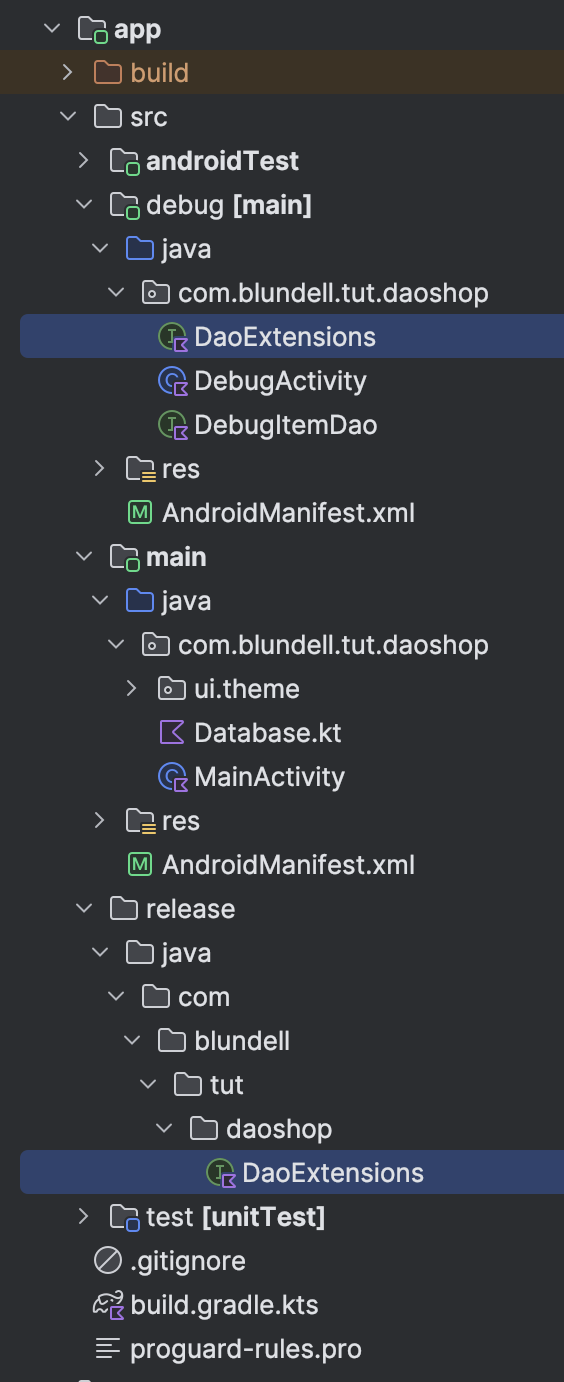 app
build
src
androidTest
debug [main]
java
com.blundell.tut.daoshop
DaoExtensions
DebugActivity
DebugItemDao
res
AndroidManifest.xml
main
java
com.blundell.tut.daoshop
ui.theme
Database.kt
MainActivity
res
AndroidManifest.xml
release
java
com
blundell
tut
daoshop
DaoExtensions
test [unitTest]
.gitignore
build.gradle.kts
proguard-rules.pro